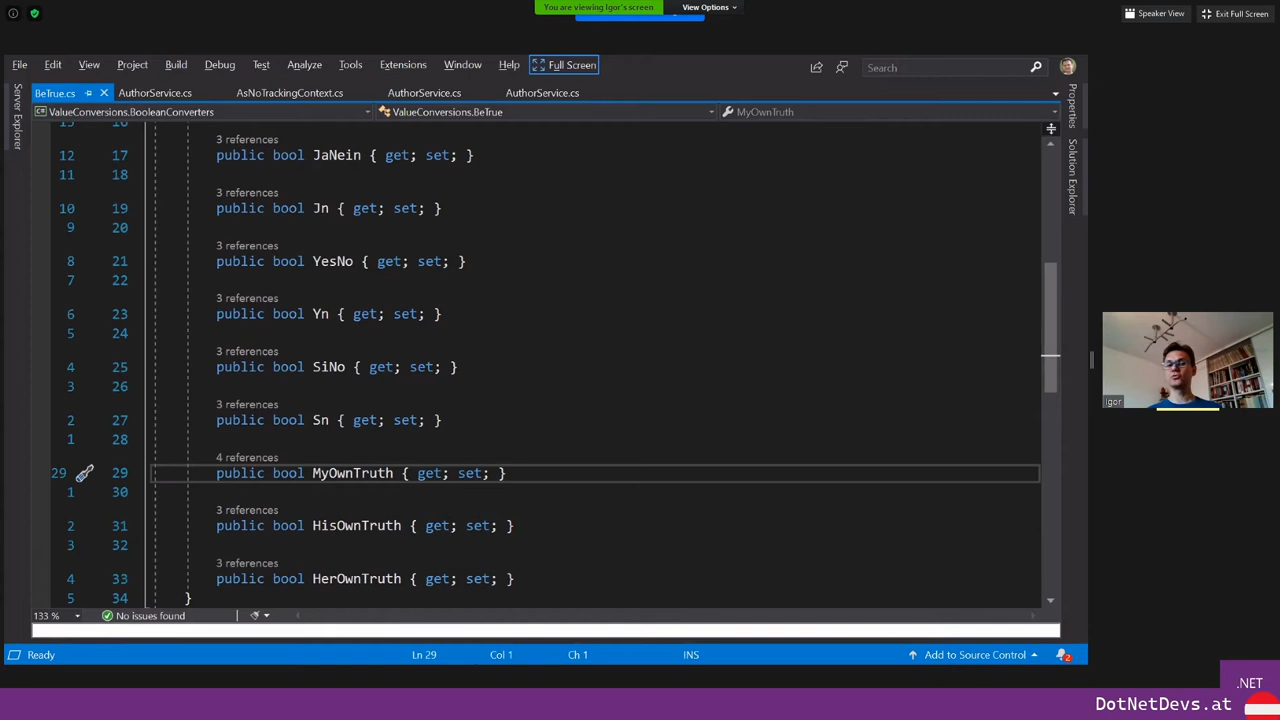 You are viewing Igor's screen
View Options
Speaker View
Exit Full Screen
File Edit View Project Build Debug Test Analyze Tools Extensions Window Help Full Screen Search
BeTrue.cs AuthorService.cs AsNoTrackingContext.cs AuthorService.cs AuthorService.cs
ValueConversions.BooleanConverters ValueConversions.BeTrue MyOwnTruth
Server Explorer
Properties
Solution Explorer
15 16
3 references
12 17 public bool JaNein { get; set; }
11 18
3 references
10 19 public bool Jn { get; set; }
9 20
3 references
8 21 public bool YesNo { get; set; }
7 22
3 references
6 23 public bool Yn { get; set; }
5 24
3 references
4 25 public bool SiNo { get; set; }
3 26
3 references
2 27 public bool Sn { get; set; }
1 28
4 references
29 29 public bool MyOwnTruth { get; set; }
1 30
3 references
2 31 public bool HisOwnTruth { get; set; }
3 32
3 references
4 33 public bool HerOwnTruth { get; set; }
5 34 }
Igor
133 % No issues found
Ready Ln 29 Col 1 Ch 1 INS Add to Source Control 2
.NET
DotNetDevs.at